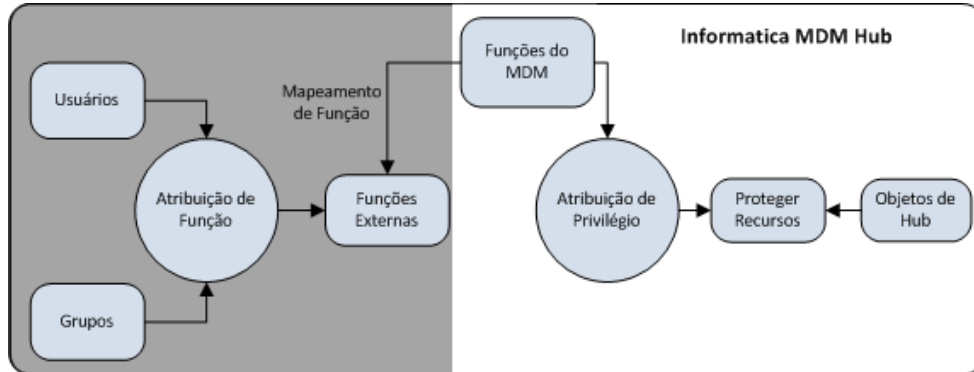 Informatica MDM Hub
Funções do
MDM
Usuários
Mapeamento
de Função
Atribuição de
Função
Funções
Externas
Atribuição de
Privilégio
Proteger
Recursos
Objetos de
Hub
Grupos